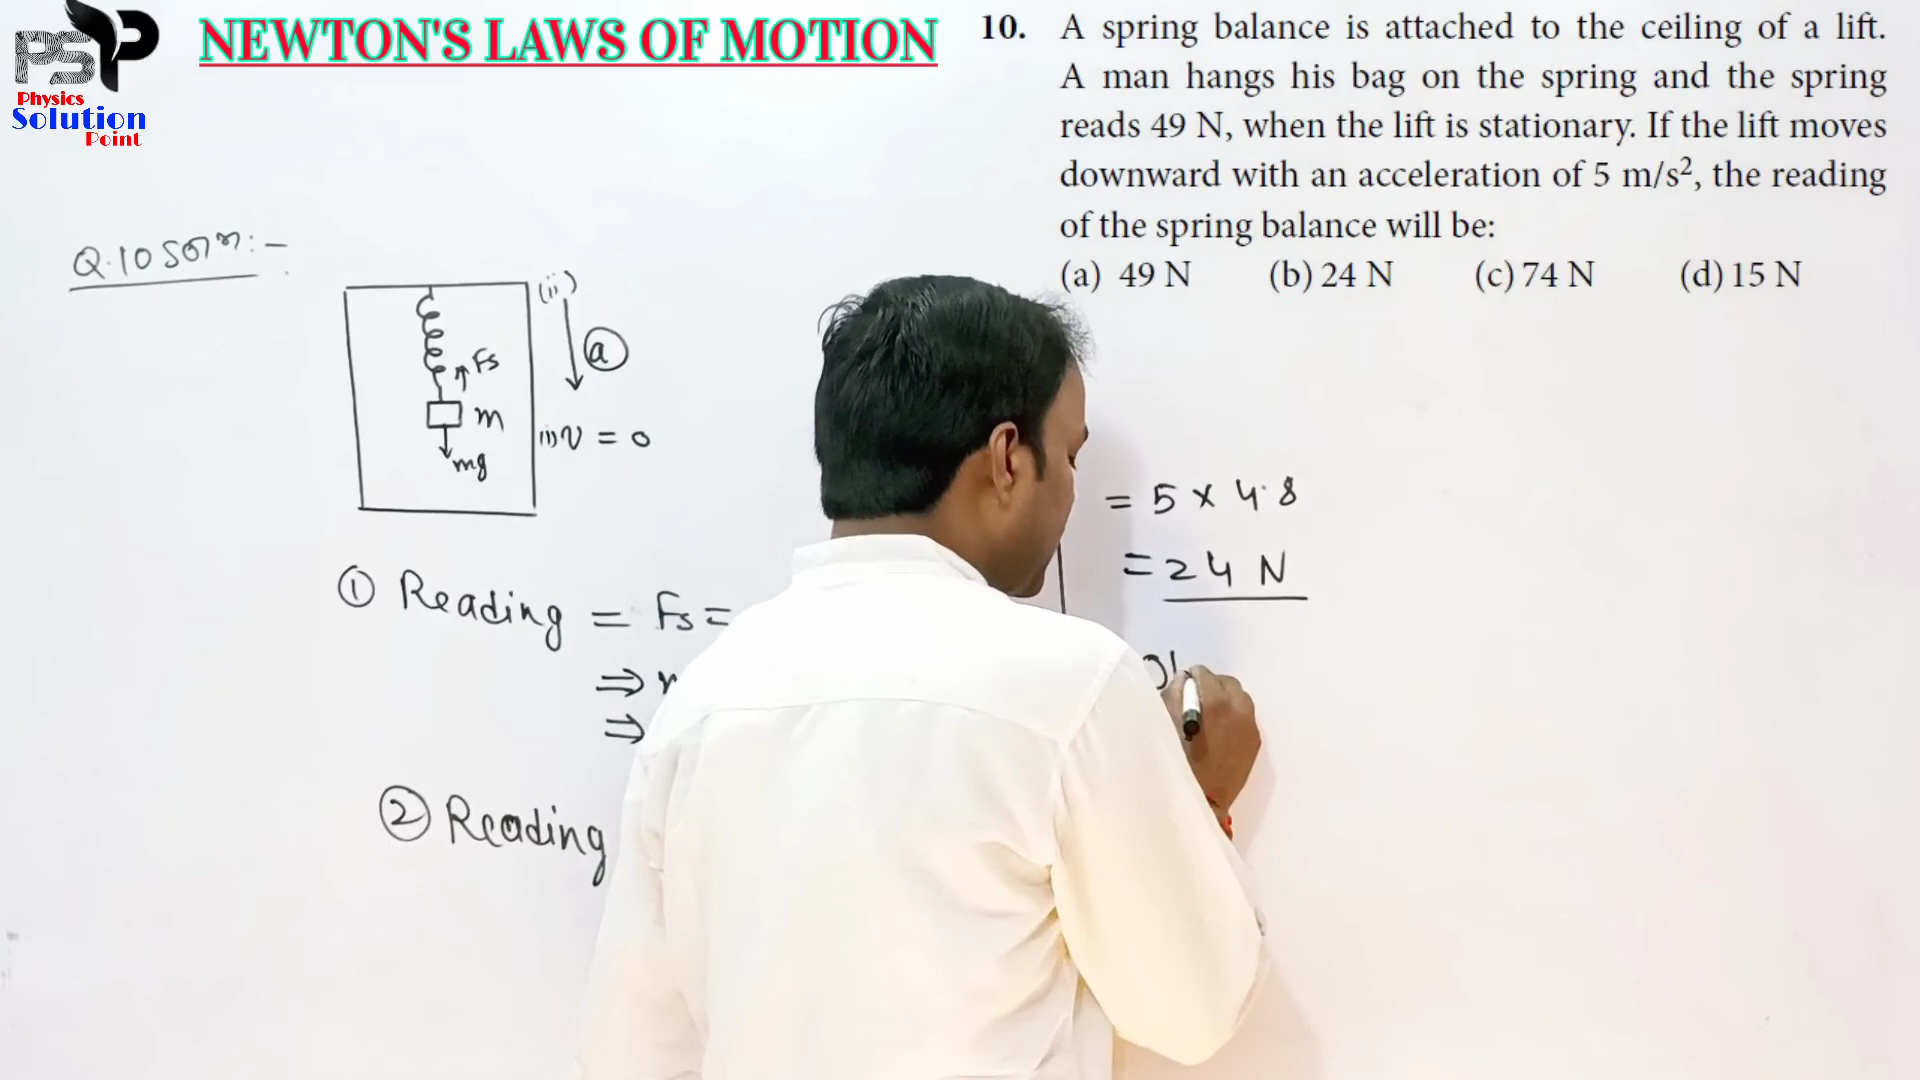 PSP
Physics
Solution
Point
NEWTON'S LAWS OF MOTION
10. A spring balance is attached to the ceiling of a lift.
A man hangs his bag on the spring and the spring
reads 49 N, when the lift is stationary. If the lift moves
downward with an acceleration of 5 m/s², the reading
of the spring balance will be:
(a) 49 N (b) 24 N (c) 74 N (d) 15 N
Q.10 Soln:-
(ii)
a
Fs
m
mg
(i) v = 0
① Reading = Fs =
⇒
⇒
② Reading
= 5 × 4.8
= 24 N